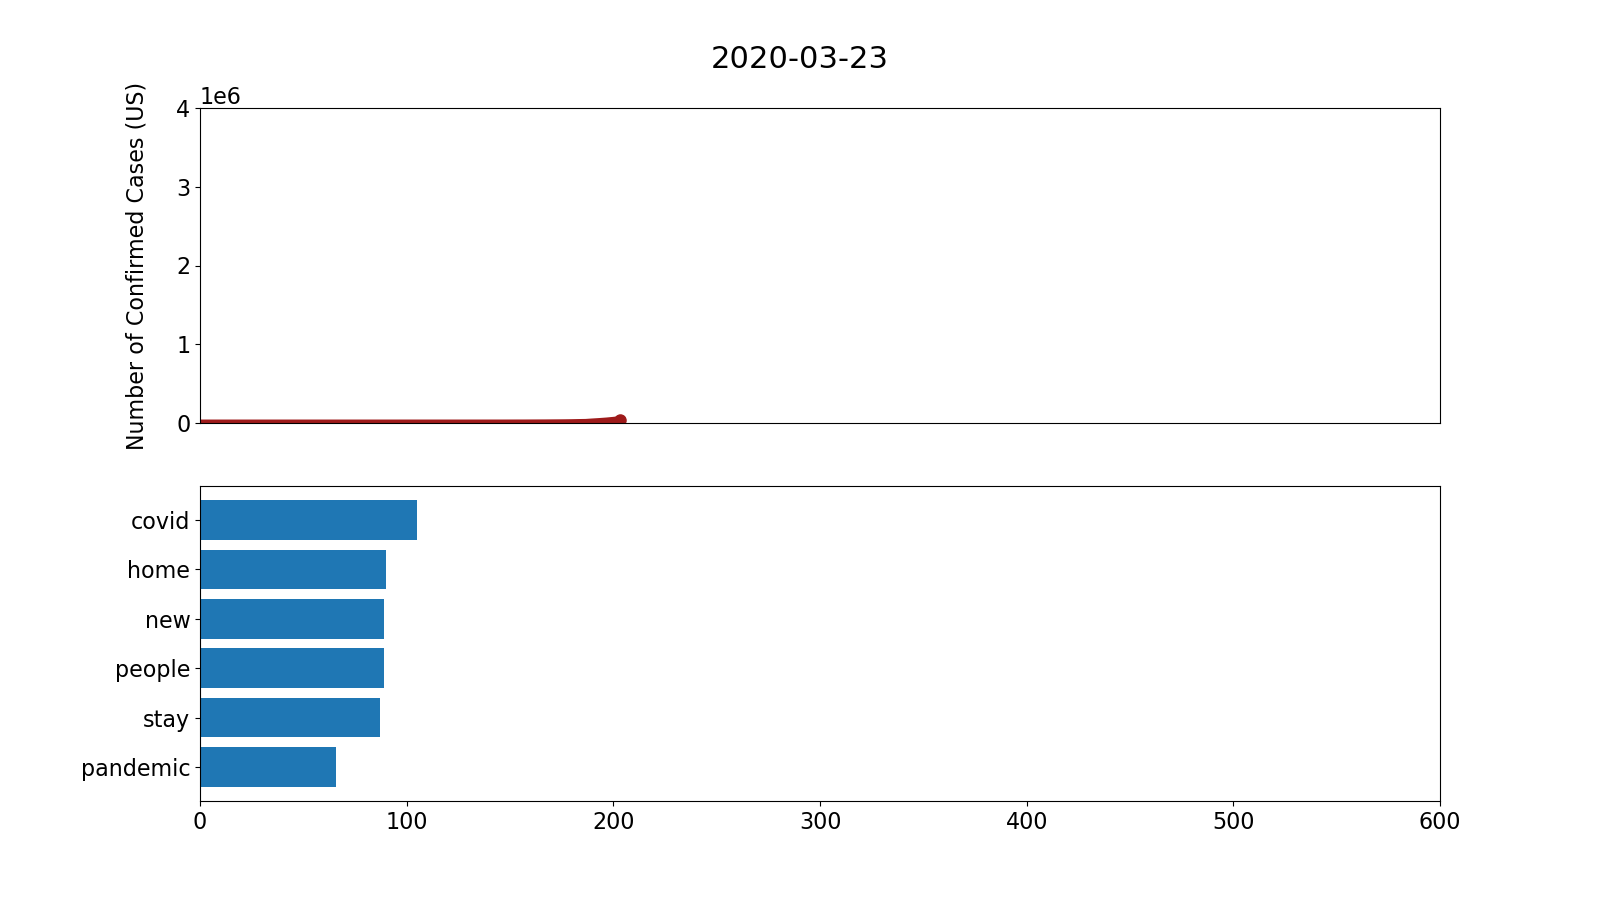 2020-03-23
1e6
Number of Confirmed Cases (US)
4
3
2
1
0
covid
home
new
people
stay
pandemic
0 100 200 300 400 500 600